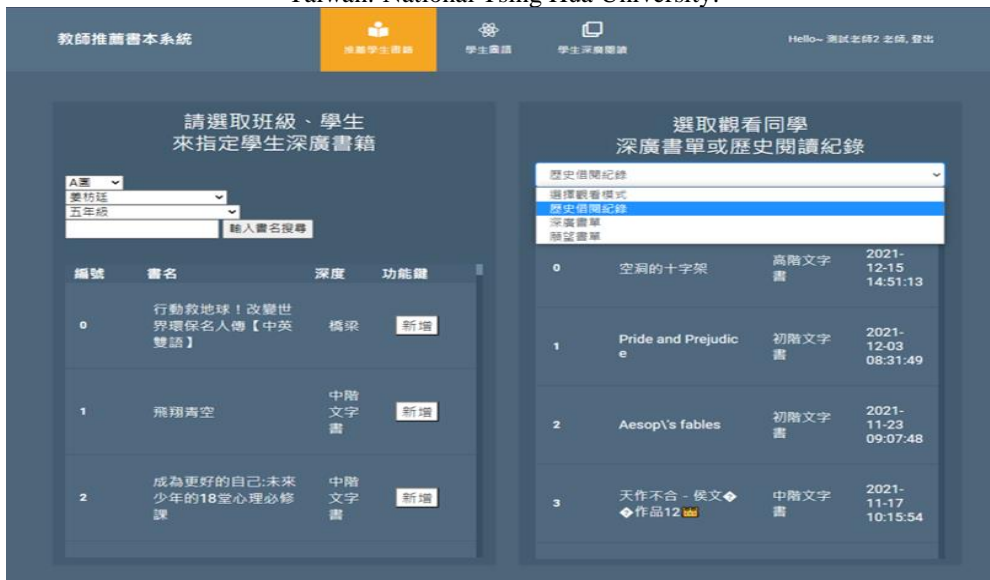 Taiwan: National Tsing Hua University.
教師推薦書本系統
推薦學生書籍
學生書請
學生深廣閱讀
Hello~ 測試老師2 老師, 登出
請選取班級、學生
來指定學生深廣書籍
A
姜枋廷
五年級
輸入書名搜尋
編號 書名 深度 功能鍵
0
行動救地球!改變世
界環保名人傳【中英
雙語】
橋梁
新增
1
飛翔青空
中階
文字
書
新增
2
成為更好的自己:未來
少年的18堂心理必修
課
中階
文字
書
新增
選取觀看同學
深廣書單或歷史閱讀紀錄
歷史借閱紀錄
選擇觀看模式
歷史借閱紀錄
深廣書單
願望書單
0
空洞的十字架
高階文字
書
2021-
12-15
14:51:13
1
Pride and Prejudic
e
初階文字
書
2021-
12-03
08:31:49
2
Aesop\'s fables
初階文字
書
2021-
11-23
09:07:48
3
天作不合 - 侯文�
�作品12
中階文字
書
2021-
11-17
10:15:54